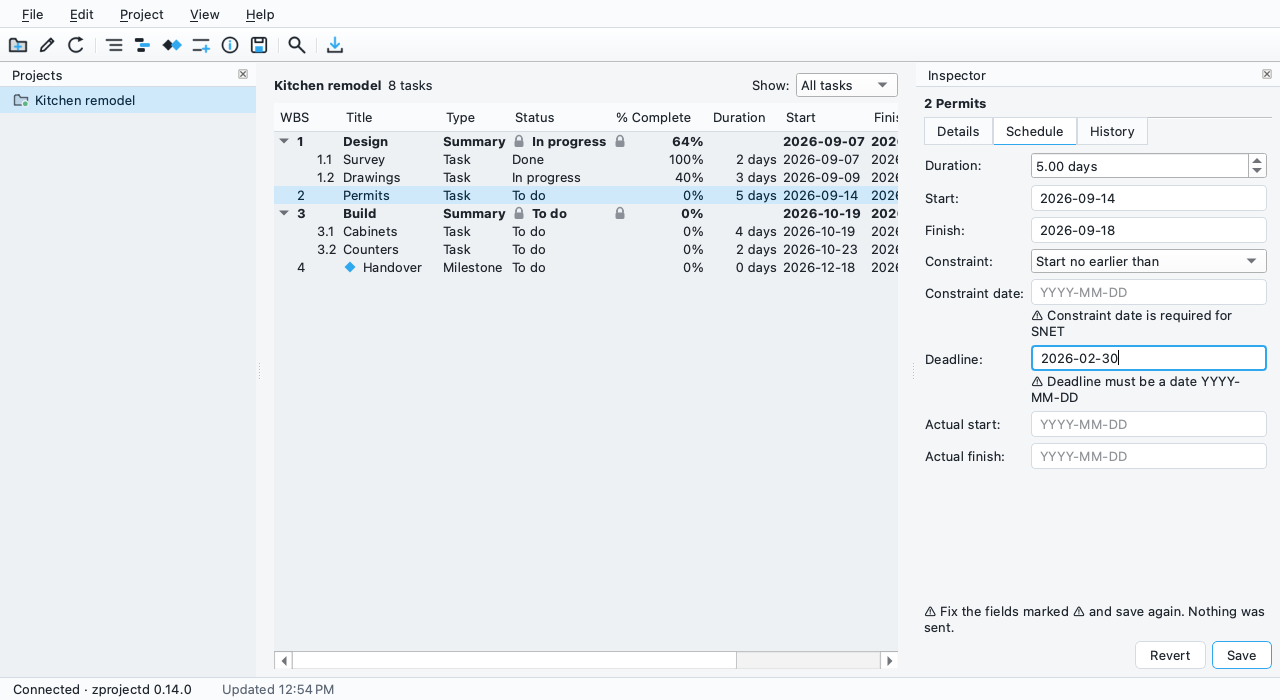 File Edit Project View Help
Projects
Kitchen remodel
Kitchen remodel 8 tasks Show: All tasks
WBS Title Type Status % Complete Duration Start Finis
1 Design Summary In progress 64% 2026-09-07 2026
1.1 Survey Task Done 100% 2 days 2026-09-07 2026
1.2 Drawings Task In progress 40% 3 days 2026-09-09 2026
2 Permits Task To do 0% 5 days 2026-09-14 2026
3 Build Summary To do 0% 2026-10-19 2026
3.1 Cabinets Task To do 0% 4 days 2026-10-19 2026
3.2 Counters Task To do 0% 2 days 2026-10-23 2026
4 Handover Milestone To do 0% 0 days 2026-12-18 2026
Inspector
2 Permits
Details Schedule History
Duration: 5.00 days
Start: 2026-09-14
Finish: 2026-09-18
Constraint: Start no earlier than
Constraint date: YYYY-MM-DD
⚠ Constraint date is required for
SNET
Deadline: 2026-02-30
⚠ Deadline must be a date YYYY-
MM-DD
Actual start: YYYY-MM-DD
Actual finish: YYYY-MM-DD
⚠ Fix the fields marked ⚠ and save again. Nothing was
sent.
Revert Save
Connected · zprojectd 0.14.0 Updated 12:54 PM